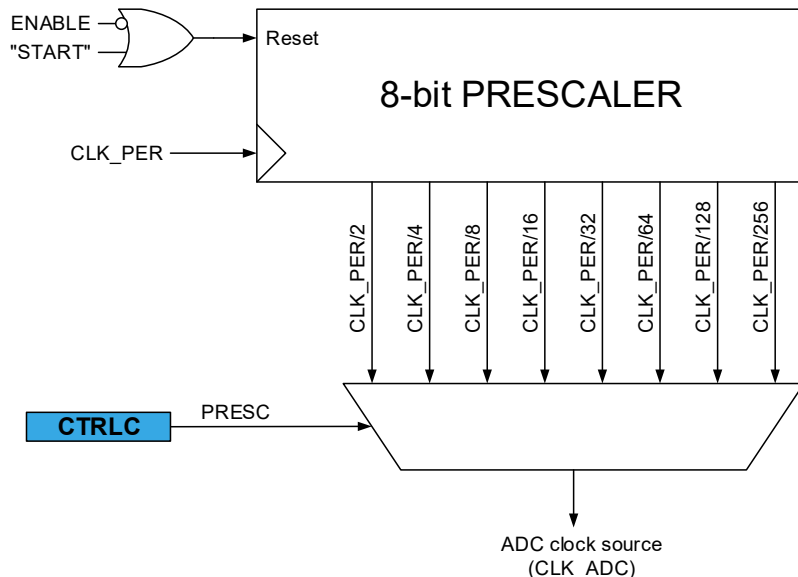 ENABLE
"START"
Reset
8-bit PRESCALER
CLK_PER
CLK_PER/2
CLK_PER/4
CLK_PER/8
CLK_PER/16
CLK_PER/32
CLK_PER/64
CLK_PER/128
CLK_PER/256
CTRLC
PRESC
ADC clock source
(CLK_ADC)